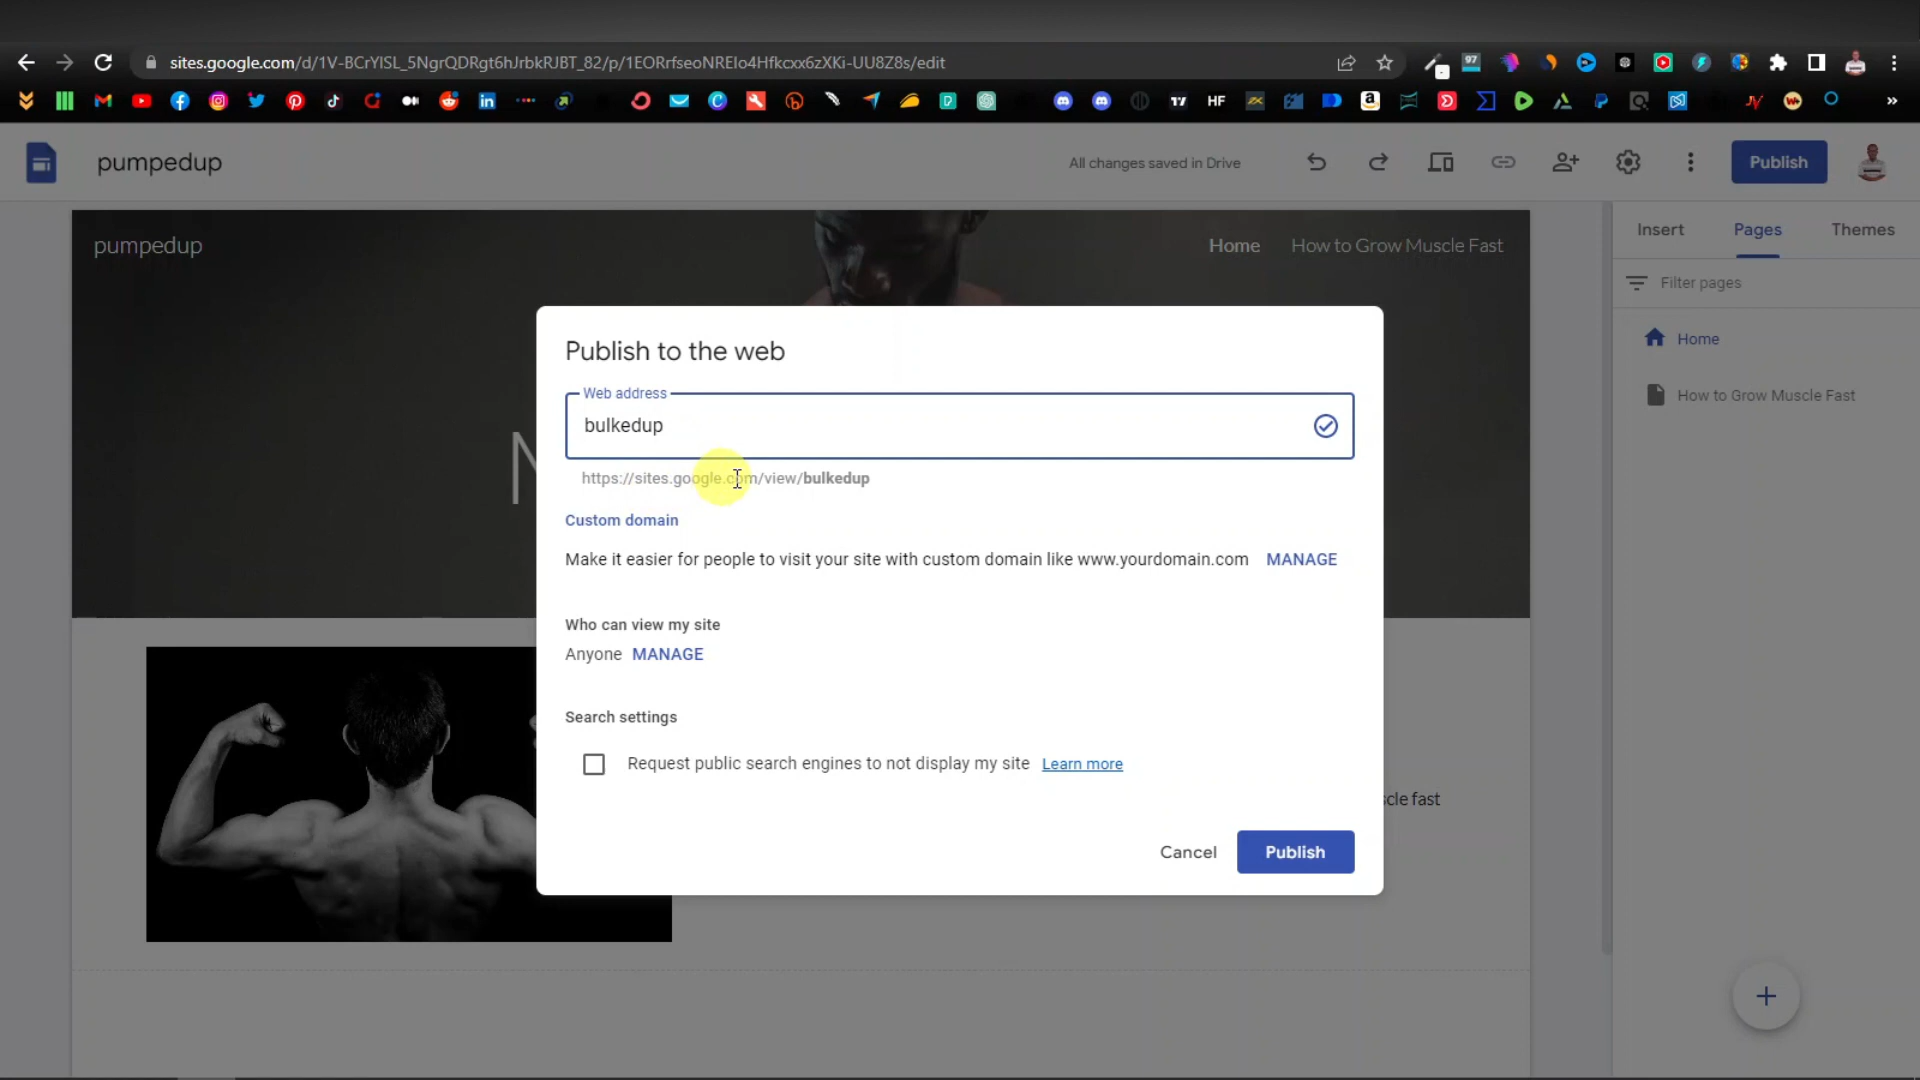 sites.google.com/d/1V-BCrYlSL_5NgrQDRgt6hJrbkRJBT_82/p/1EORrfseoNREIo4Hfkcxx6zXKi-UU8Z8s/edit
97
HF
pumpedup
All changes saved in Drive
Publish
pumpedup
Home
How to Grow Muscle Fast
Insert
Pages
Themes
Filter pages
Home
How to Grow Muscle Fast
Publish to the web
Web address
bulkedup
https://sites.google.com/view/bulkedup
Custom domain
Make it easier for people to visit your site with custom domain like www.yourdomain.com MANAGE
Who can view my site
Anyone MANAGE
Search settings
Request public search engines to not display my site Learn more
cle fast
Cancel
Publish